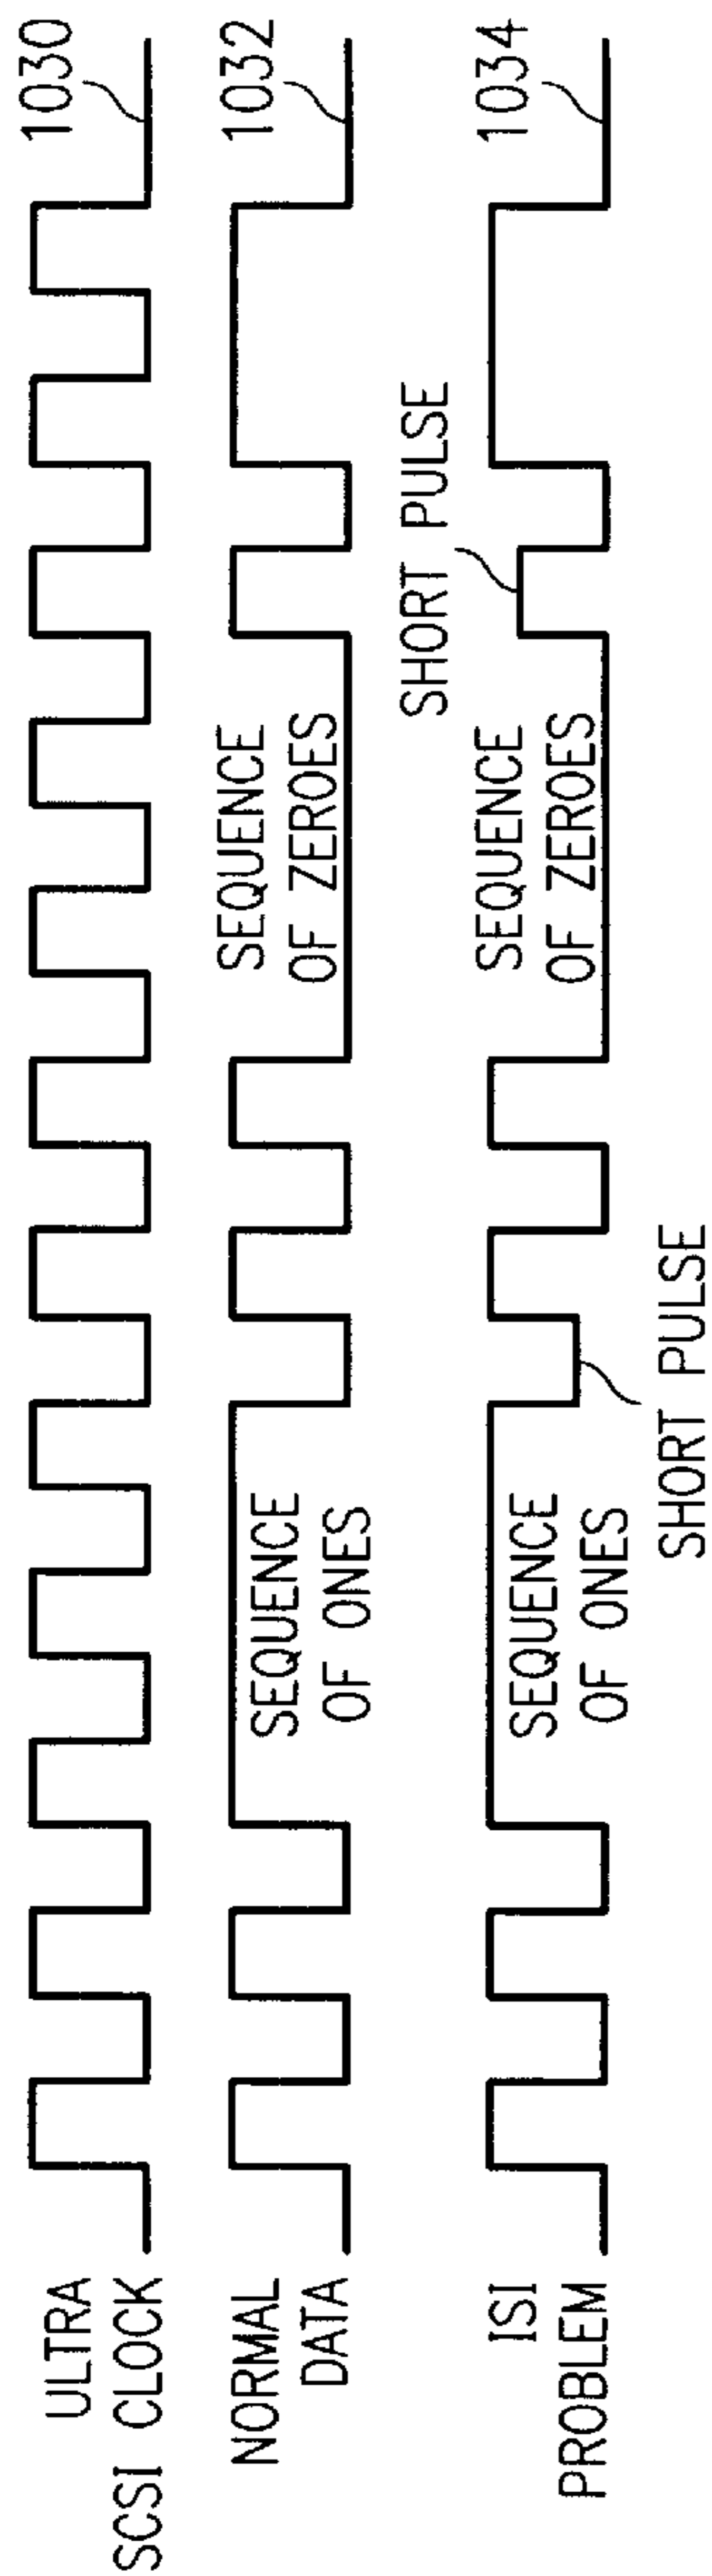 ULTRA
SCSI CLOCK
1030
NORMAL
DATA
SEQUENCE
OF ONES
SEQUENCE
OF ZEROES
1032
ISI
PROBLEM
SEQUENCE
OF ONES
SHORT PULSE
SEQUENCE
OF ZEROES
SHORT PULSE
1034